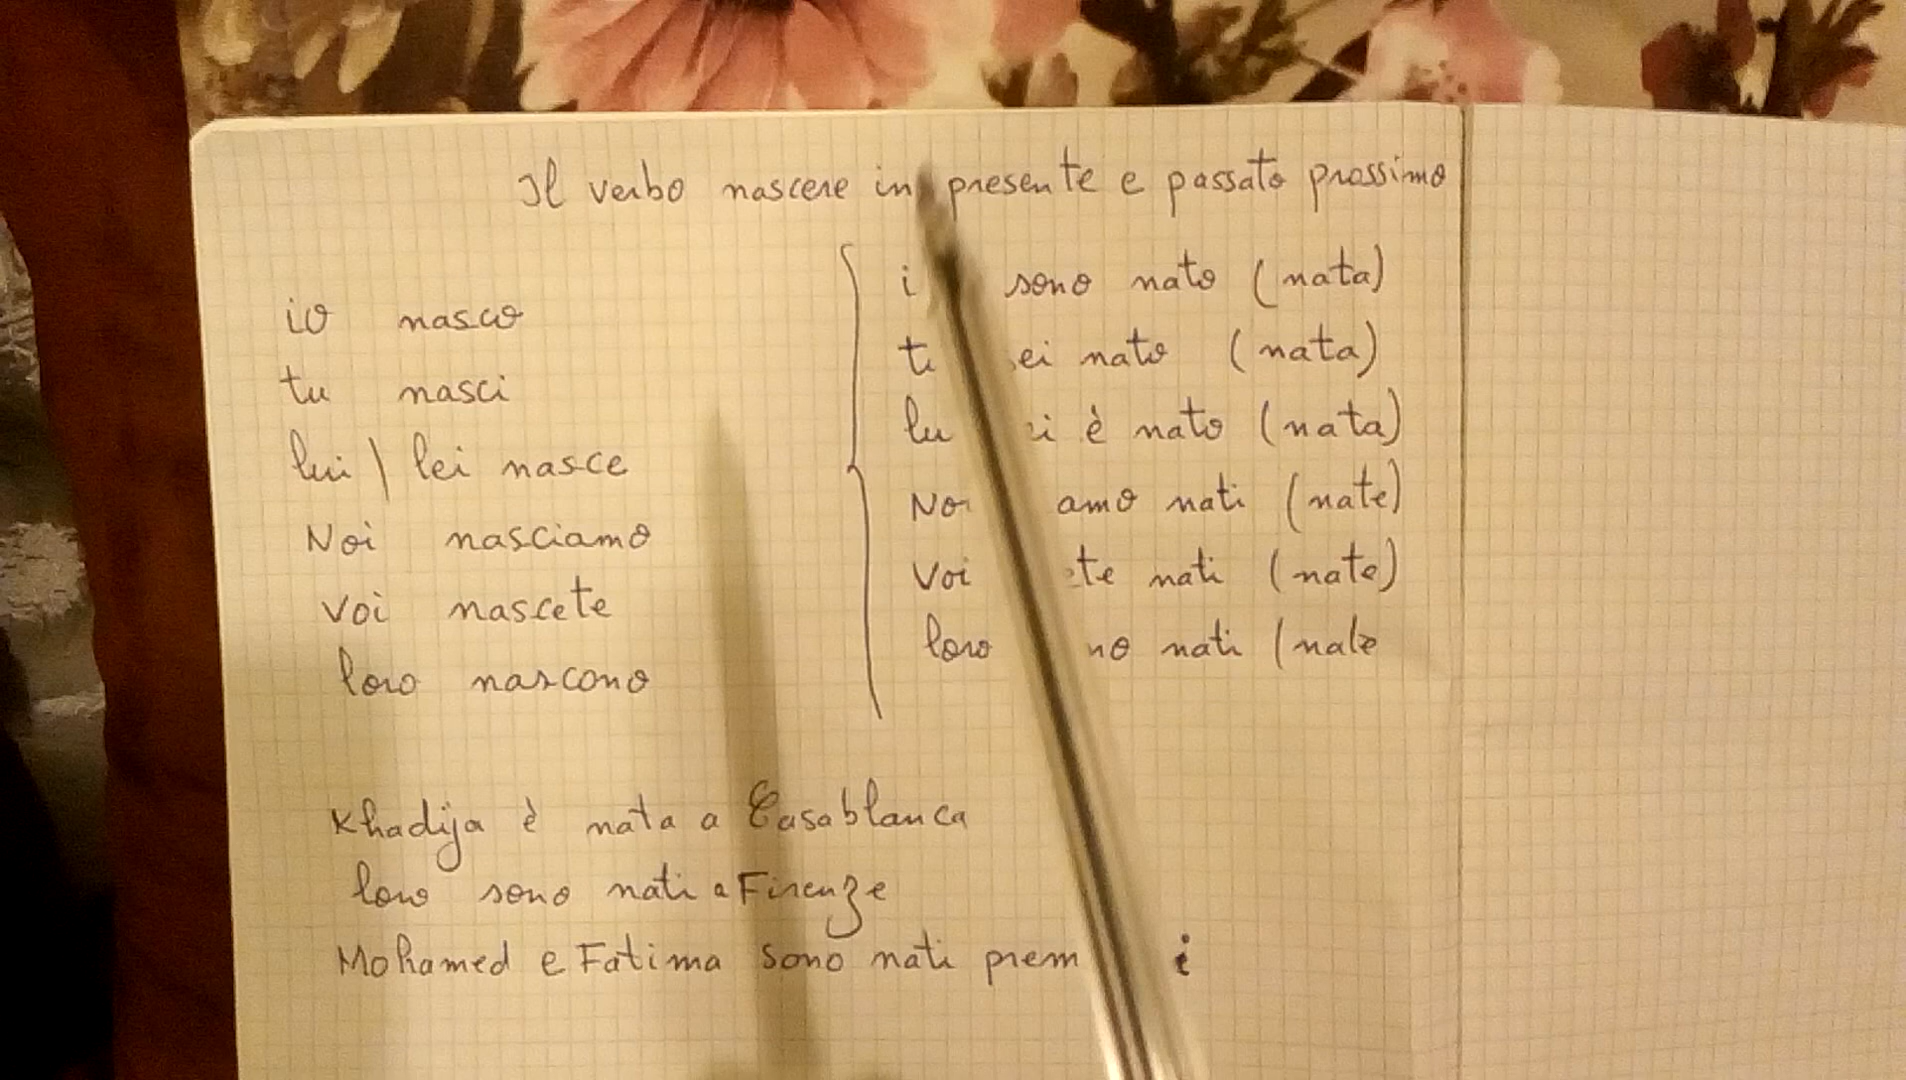 Il verbo nascere in presente e passato prossimo
io nasco
tu nasci
lui / lei nasce
Noi nasciamo
voi nascete
loro nascono
sono nato (nata)
nato (nata)
è nato (nata)
nati (nate)
Voi nati (nate)
loro nati (nate
Khadija è nata a Casablanca
loro sono nati a Firenze
Mohamed e Fatima sono nati